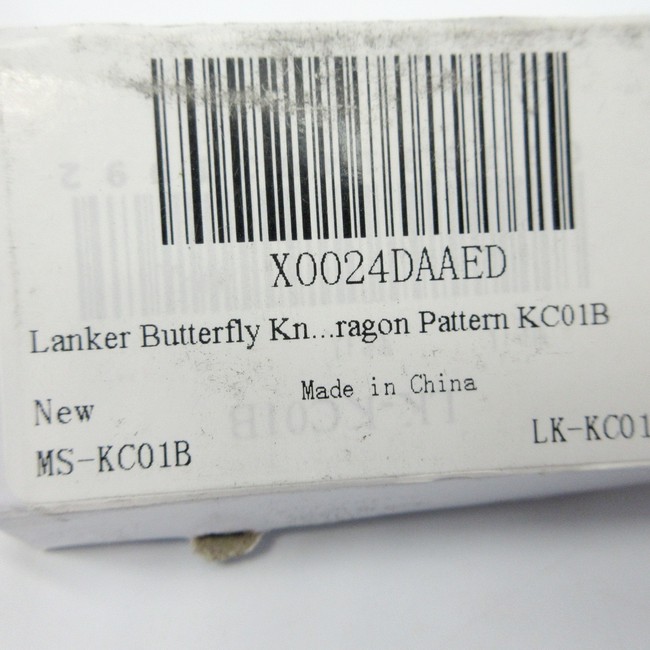 X0024DAAED
Lanker Butterfly Kn...ragon Pattern KC01B
Made in China
New
MS-KC01B
LK-KC01